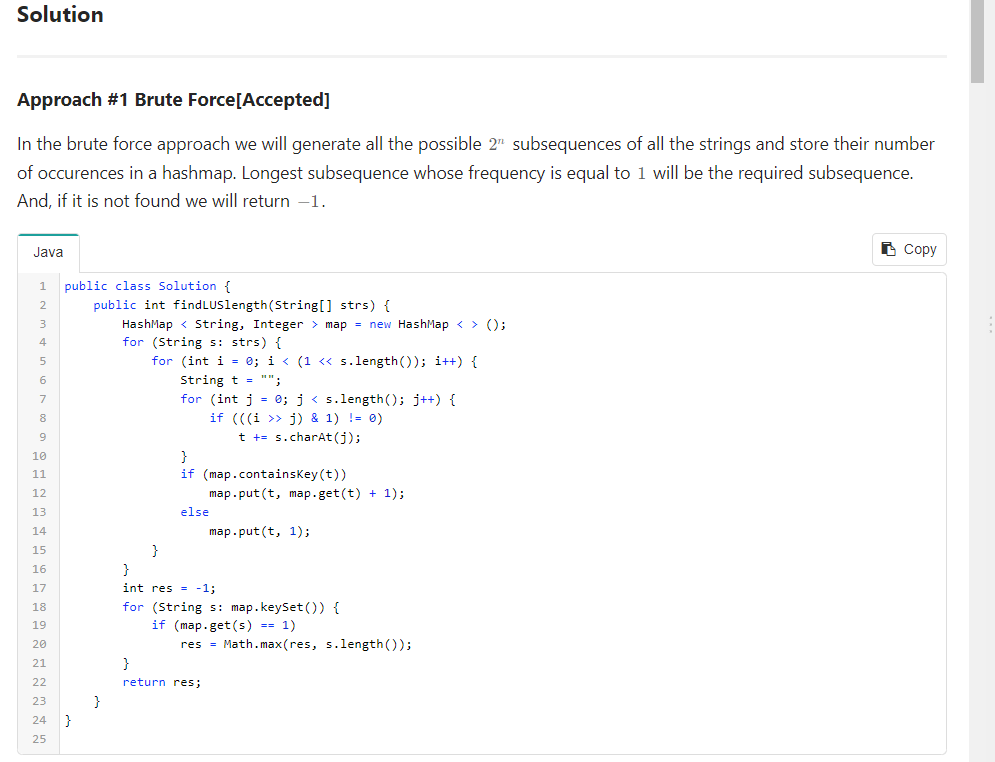 Solution
Approach #1 Brute Force[Accepted]
In the brute force approach we will generate all the possible 2^n subsequences of all the strings and store their number
of occurences in a hashmap. Longest subsequence whose frequency is equal to 1 will be the required subsequence.
And, if it is not found we will return −1.
Java
Copy
1 public class Solution {
2     public int findLUSlength(String[] strs) {
3         HashMap < String, Integer > map = new HashMap < > ();
4         for (String s: strs) {
5             for (int i = 0; i < (1 << s.length()); i++) {
6                 String t = "";
7                 for (int j = 0; j < s.length(); j++) {
8                     if (((i >> j) & 1) != 0)
9                         t += s.charAt(j);
10                 }
11                 if (map.containsKey(t))
12                     map.put(t, map.get(t) + 1);
13                 else
14                     map.put(t, 1);
15             }
16         }
17         int res = -1;
18         for (String s: map.keySet()) {
19             if (map.get(s) == 1)
20                 res = Math.max(res, s.length());
21         }
22         return res;
23     }
24 }
25